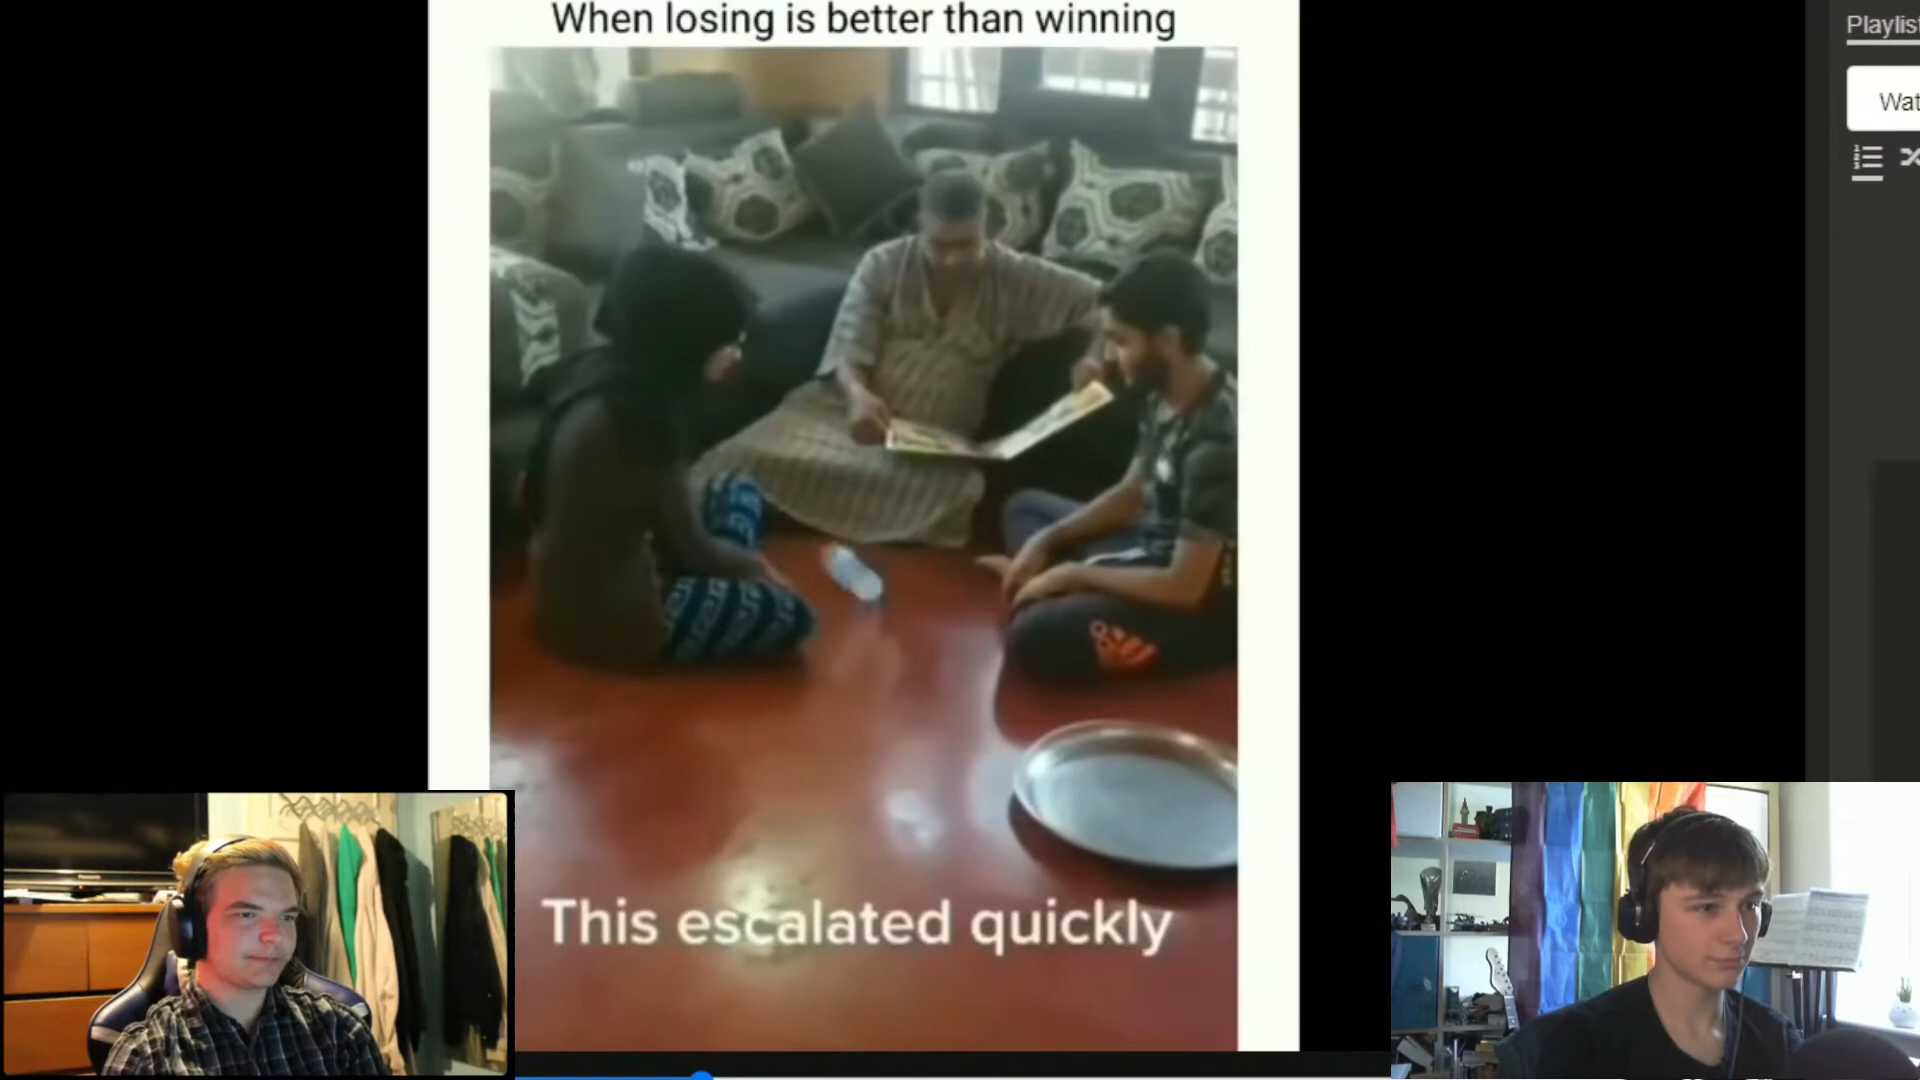 When losing is better than winning
Playlis
Wat
This escalated quickly